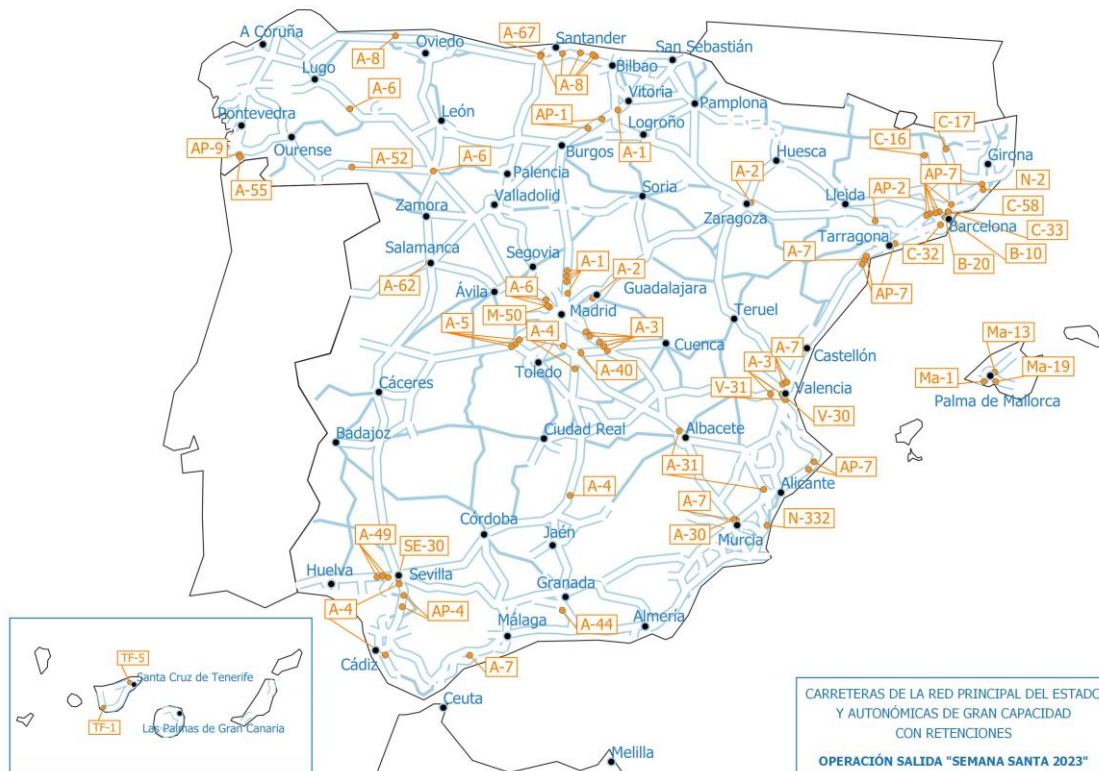 A-67
Santander
A Coruña
Oviedo
San Sebastián
A-8
A-8
Bilbao
Lugo
A-6
Vitoria
Pamplona
AP-1
León
Logroño
Pontevedra
C-17
C-16
Ourense
Burgos
A-1
Huesca
Girona
AP-9
A-52
A-6
Palencia
A-2
AP-7
A-55
Soria
Lleida
AP-2
N-2
Valladolid
Zaragoza
C-58
Zamora
Barcelona
C-33
Salamanca
Segovia
Tarragona
A-7
C-32
B-20
B-10
A-1
A-2
A-62
A-6
Guadalajara
AP-7
Ávila
M-50
Madrid
Teruel
A-5
A-4
A-3
Ma-13
Cuenca
A-7
Castellón
A-3
Toledo
A-40
Ma-1
Ma-19
V-31
Valencia
Cáceres
Palma de Mallorca
V-30
Badajoz
Ciudad Real
Albacete
A-31
AP-7
A-4
Alicante
A-7
N-332
Córdoba
A-30
Murcia
A-49
SE-30
Jaén
Huelva
Sevilla
Granada
A-4
AP-4
A-44
Almería
Málaga
Cádiz
A-7
TF-5
Santa Cruz de Tenerife
TF-1
Las Palmas de Gran Canaria
Ceuta
Melilla
CARRETERAS DE LA RED PRINCIPAL DEL ESTADO
Y AUTONÓMICAS DE GRAN CAPACIDAD
CON RETENCIONES
OPERACIÓN SALIDA "SEMANA SANTA 2023"